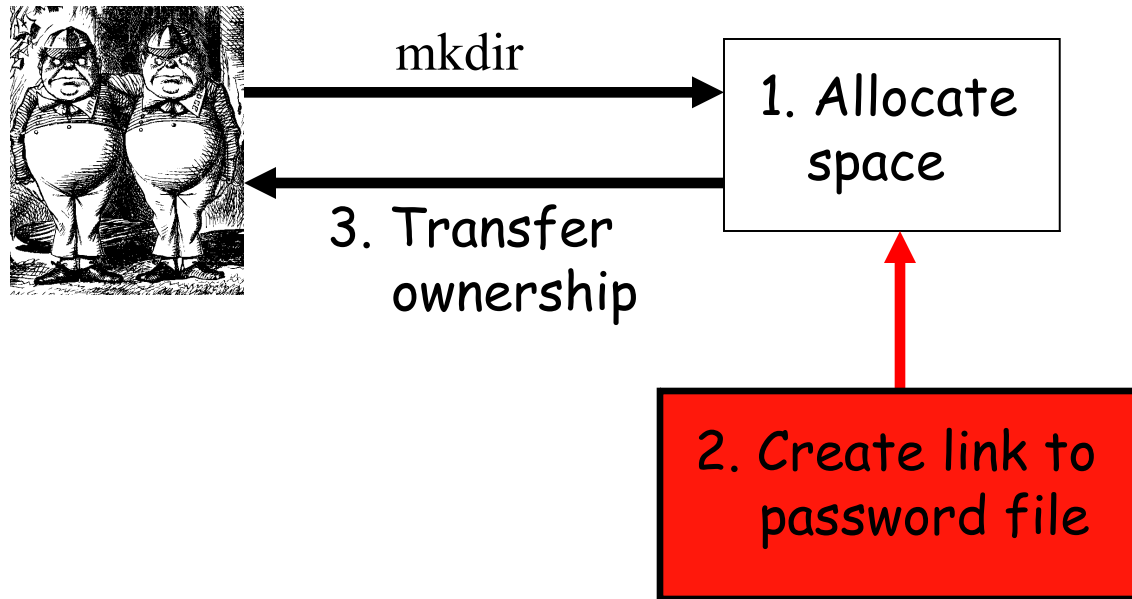 mkdir
1. Allocate
space
3. Transfer
ownership
2. Create link to
password file